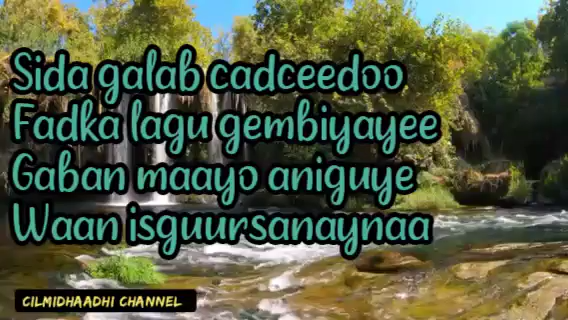 Sida galab cadceedoo
Fadka lagu gembiyayee
Gaban maayo aniguye
Waan isguursanaynaa
CILMIDHAADHI CHANNEL